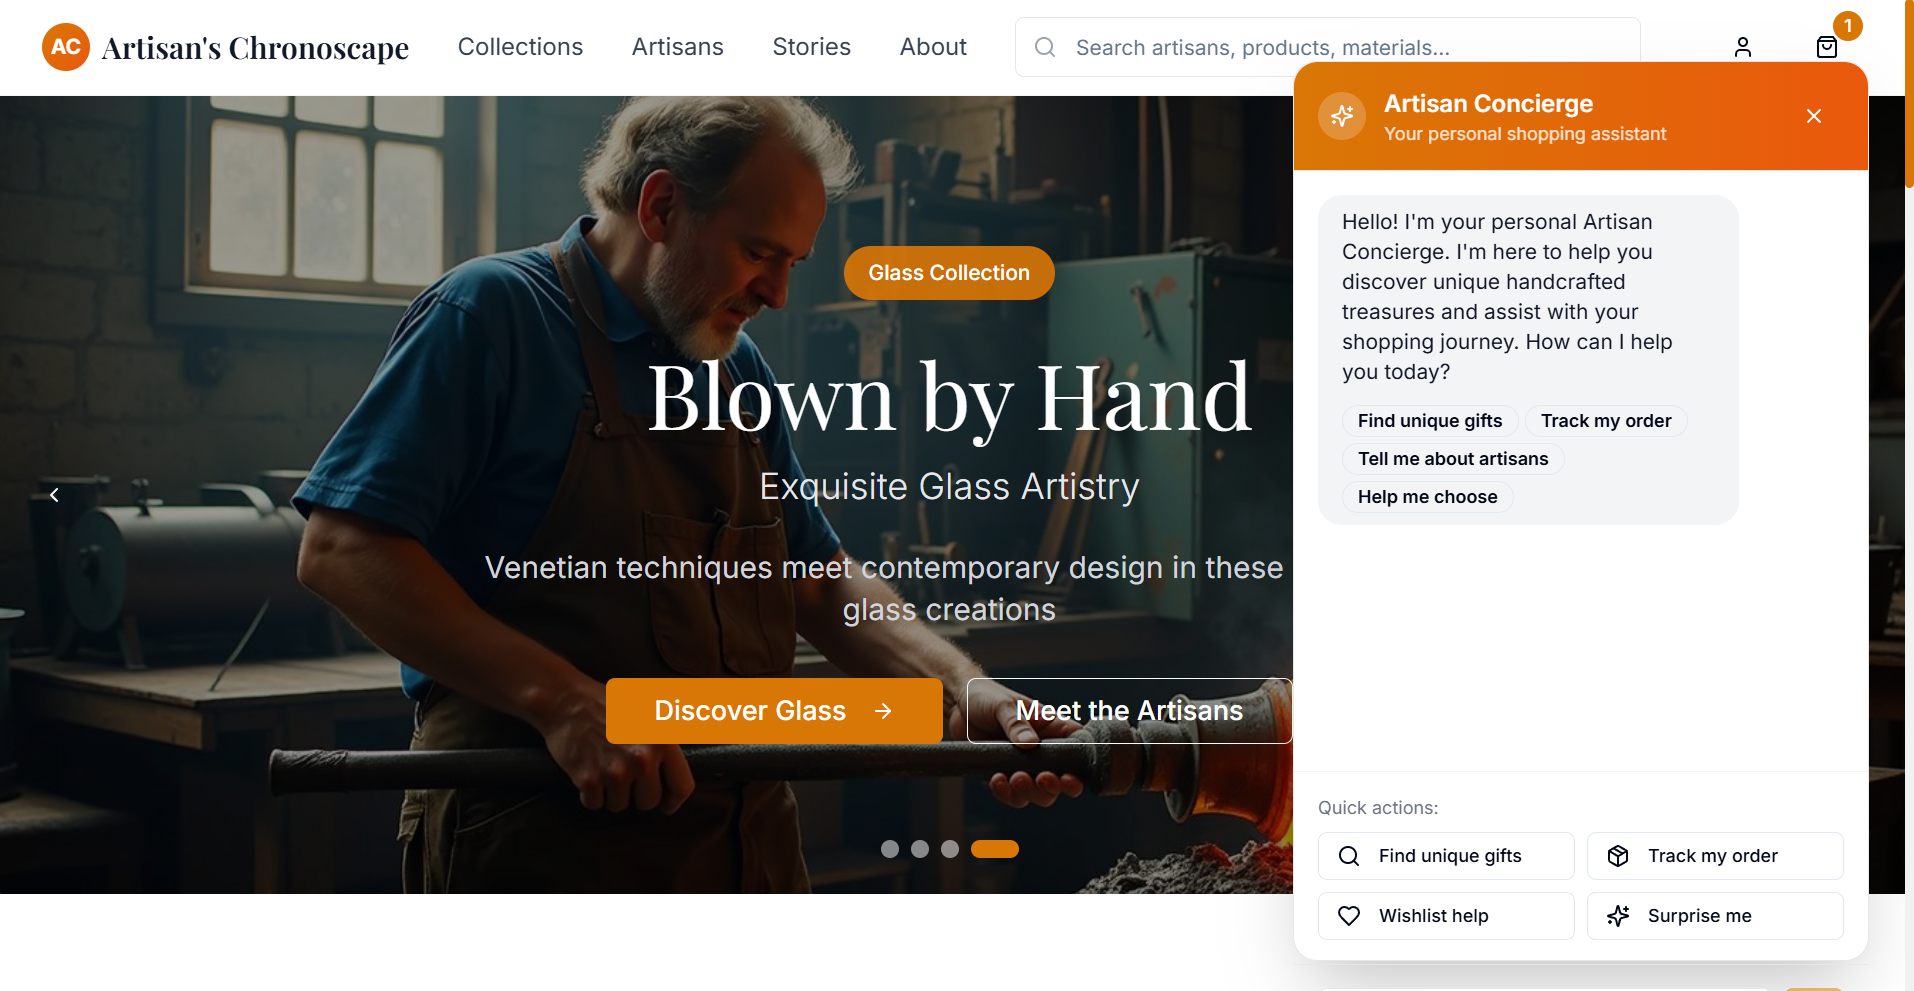 AC Artisan's Chronoscape
Collections
Artisans
Stories
About
Search artisans, products, materials...
1
Artisan Concierge
Your personal shopping assistant
Hello! I'm your personal Artisan
Concierge. I'm here to help you
discover unique handcrafted
treasures and assist with your
shopping journey. How can I help
you today?
Find unique gifts
Track my order
Tell me about artisans
Help me choose
Glass Collection
Blown by Hand
Exquisite Glass Artistry
Venetian techniques meet contemporary design in these
glass creations
Discover Glass
Meet the Artisans
Quick actions:
Find unique gifts
Track my order
Wishlist help
Surprise me